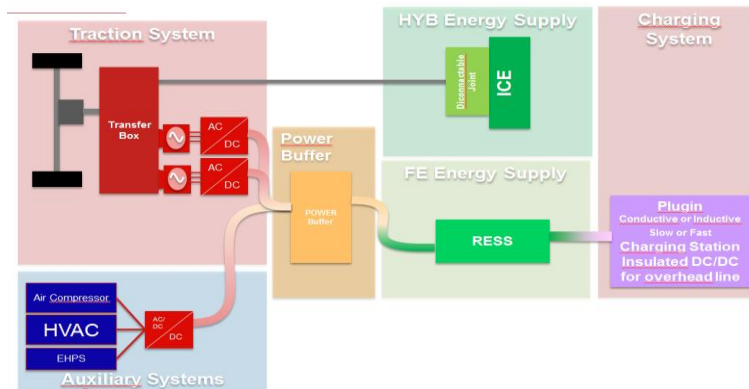 Traction System
HYB Energy Supply
Charging
System
Diconnactable
Joint
ICE
Transfer
Box
AC
DC
AC
DC
Power
Buffer
POWER
Buffer
FE Energy Supply
RESS
Plugin
Conductive or Inductive
Slow or Fast
Charging Station
Insulated DC/DC
for overhead line
Air Compressor
HVAC
EHPS
AC/
DC
DC
Auxiliary Systems